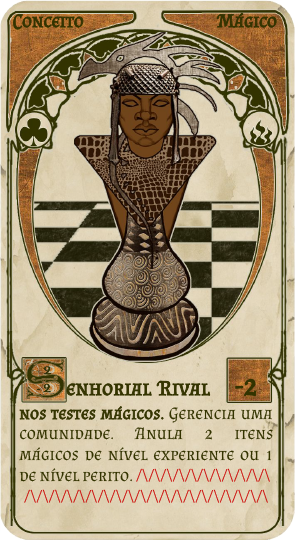 Conceito Mágico
Senhorial Rival -2
nos testes mágicos. Gerencia uma
comunidade. Anula 2 itens
mágicos de nível experiente ou 1
de nível perito.